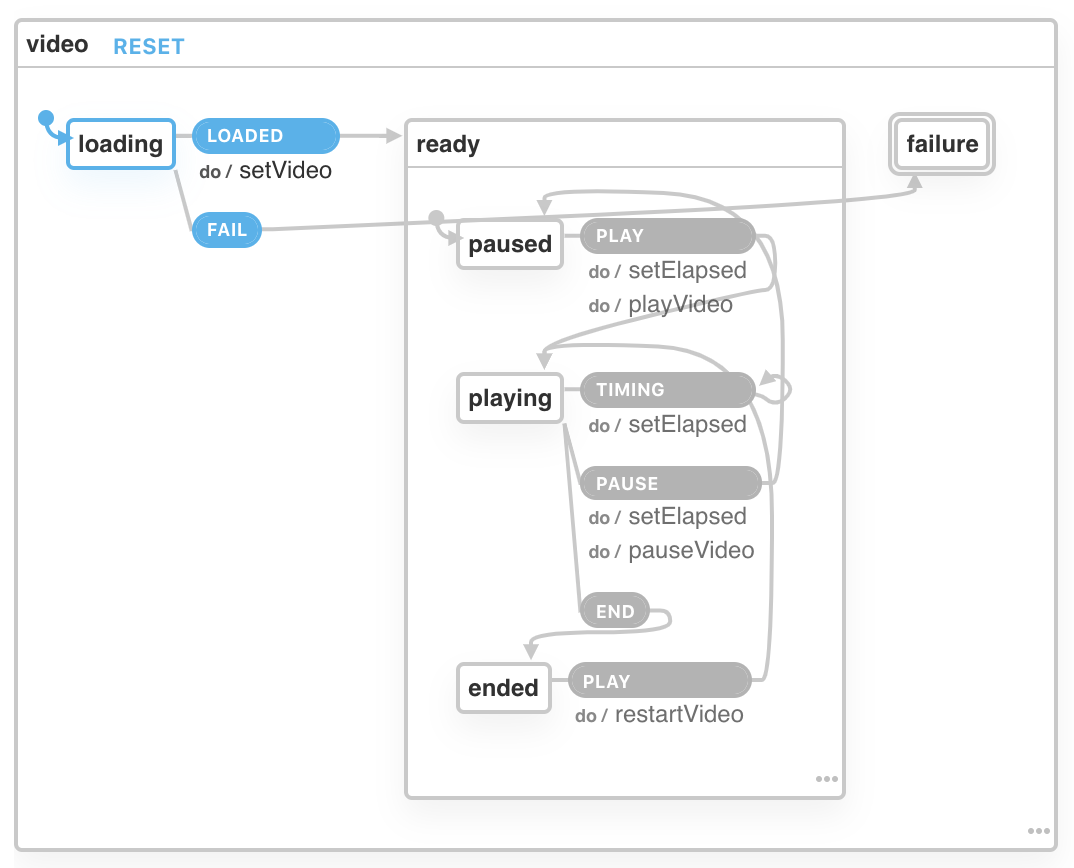 video RESET
loading
LOADED
do / setVideo
FAIL
ready
paused
PLAY
do / setElapsed
do / playVideo
playing
TIMING
do / setElapsed
PAUSE
do / setElapsed
do / pauseVideo
END
ended
PLAY
do / restartVideo
failure